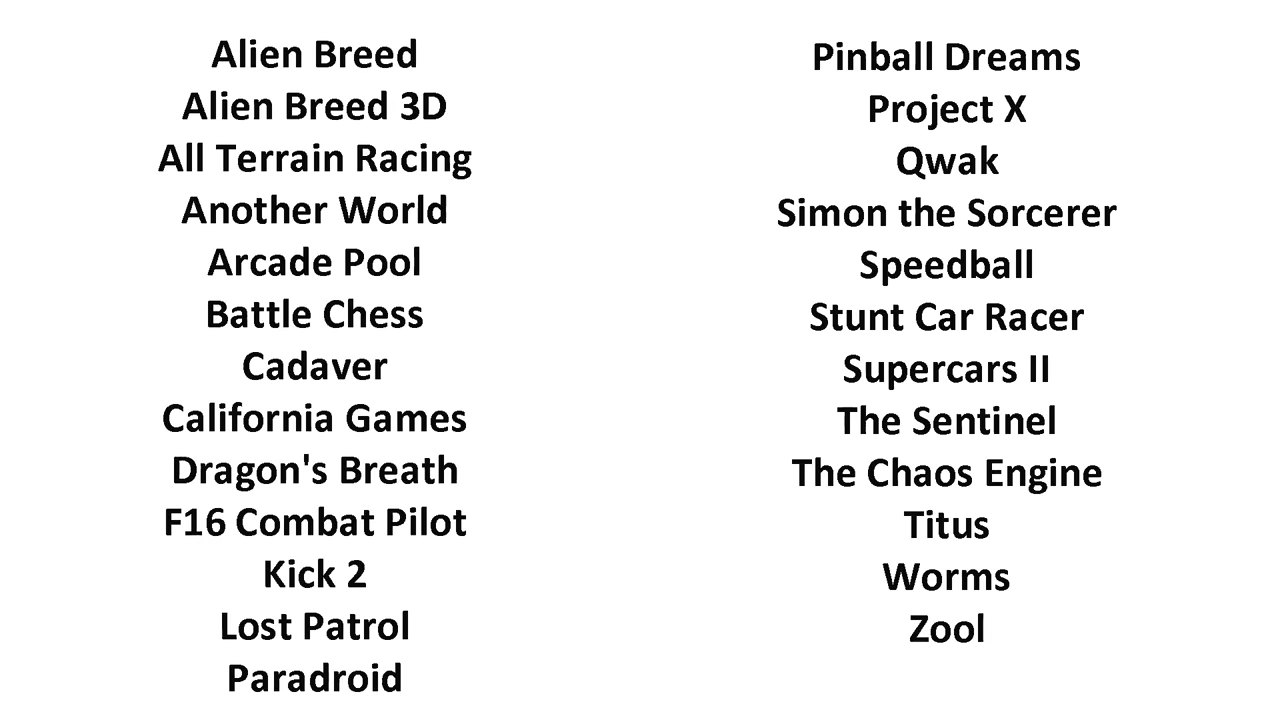 Alien Breed
Alien Breed 3D
All Terrain Racing
Another World
Arcade Pool
Battle Chess
Cadaver
California Games
Dragon's Breath
F16 Combat Pilot
Kick 2
Lost Patrol
Paradroid
Pinball Dreams
Project X
Qwak
Simon the Sorcerer
Speedball
Stunt Car Racer
Supercars II
The Sentinel
The Chaos Engine
Titus
Worms
Zool